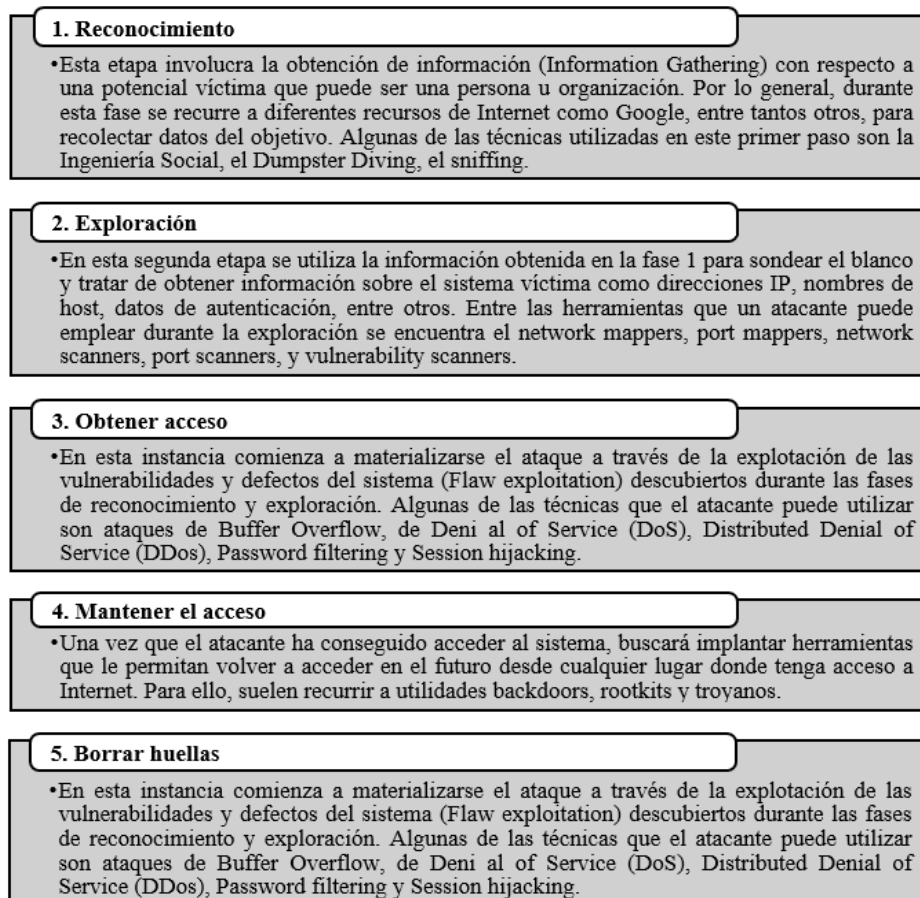 1. Reconocimiento
•Esta etapa involucra la obtención de información (Information Gathering) con respecto a
una potencial víctima que puede ser una persona u organización. Por lo general, durante
esta fase se recurre a diferentes recursos de Internet como Google, entre tantos otros, para
recolectar datos del objetivo. Algunas de las técnicas utilizadas en este primer paso son la
Ingeniería Social, el Dumpster Diving, el sniffing.
2. Exploración
•En esta segunda etapa se utiliza la información obtenida en la fase 1 para sondear el blanco
y tratar de obtener información sobre el sistema víctima como direcciones IP, nombres de
host, datos de autenticación, entre otros. Entre las herramientas que un atacante puede
emplear durante la exploración se encuentra el network mappers, port mappers, network
scanners, port scanners, y vulnerability scanners.
3. Obtener acceso
•En esta instancia comienza a materializarse el ataque a través de la explotación de las
vulnerabilidades y defectos del sistema (Flaw exploitation) descubiertos durante las fases
de reconocimiento y exploración. Algunas de las técnicas que el atacante puede utilizar
son ataques de Buffer Overflow, de Deni al of Service (DoS), Distributed Denial of
Service (DDos), Password filtering y Session hijacking.
4. Mantener el acceso
•Una vez que el atacante ha conseguido acceder al sistema, buscará implantar herramientas
que le permitan volver a acceder en el futuro desde cualquier lugar donde tenga acceso a
Internet. Para ello, suelen recurrir a utilidades backdoors, rootkits y troyanos.
5. Borrar huellas
•En esta instancia comienza a materializarse el ataque a través de la explotación de las
vulnerabilidades y defectos del sistema (Flaw exploitation) descubiertos durante las fases
de reconocimiento y exploración. Algunas de las técnicas que el atacante puede utilizar
son ataques de Buffer Overflow, de Deni al of Service (DoS), Distributed Denial of
Service (DDos), Password filtering y Session hijacking.